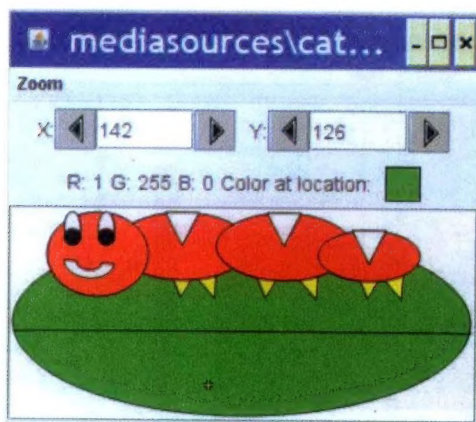 mediasources\cat...
Zoom
X: 142 Y: 126
R: 1 G: 255 B: 0 Color at location: